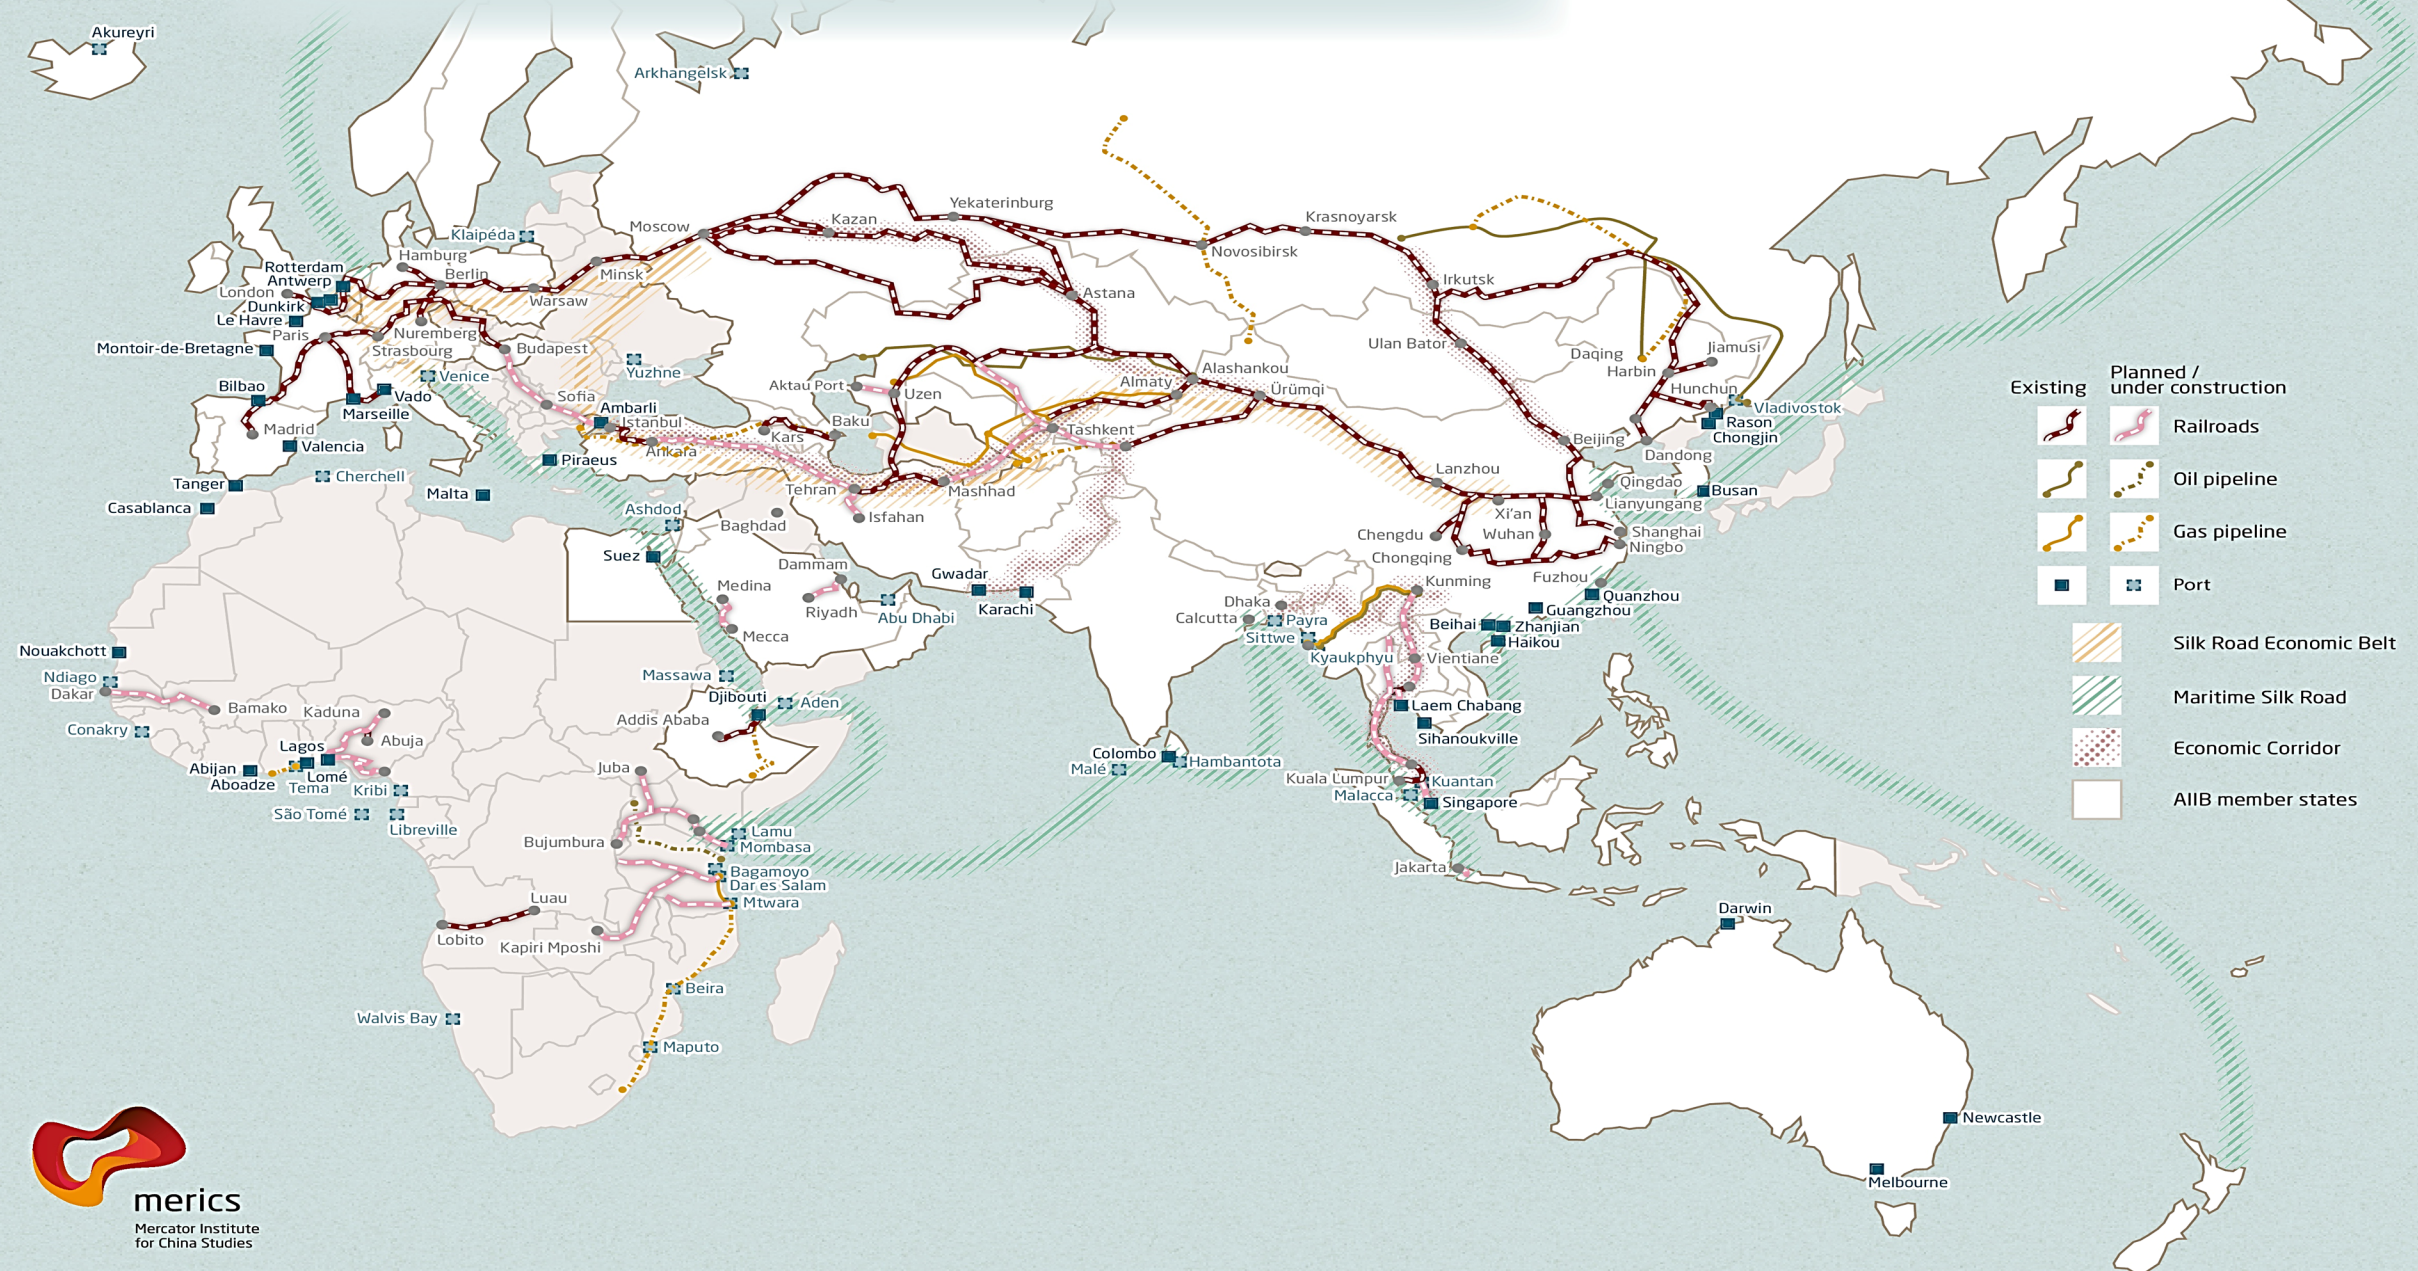 Akureyri
Arkhangelsk
Moscow
Kazan
Yekaterinburg
Krasnoyarsk
Novosibirsk
Klaipéda
Hamburg
Berlin
Rotterdam
Antwerp
London
Dunkirk
Le Havre
Paris
Minsk
Warsaw
Astana
Irkutsk
Montoir-de-Bretagne
Nuremberg
Strasbourg
Budapest
Venice
Yuzhne
Ulan Bator
Daqing
Harbin
Jiamusi
Hunchun
Vladivostok
Rason
Chongjin
Alashankou
Almaty
Ürümqi
Aktau Port
Uzen
Bilbao
Vado
Marseille
Sofia
Ambarli
Istanbul
Ankara
Kars
Baku
Tashkent
Madrid
Valencia
Piraeus
Cherchell
Malta
Tanger
Casablanca
Tehran
Mashhad
Isfahan
Beijing
Dandong
Lanzhou
Qingdao
Lianyungang
Busan
Xi'an
Wuhan
Chengdu
Chongqing
Shanghai
Ningbo
Ashdod
Baghdad
Suez
Dammam
Medina
Riyadh
Mecca
Abu Dhabi
Gwadar
Karachi
Kunming
Fuzhou
Quanzhou
Guangzhou
Dhaka
Calcutta
Payra
Sittwe
Kyaukphyu
Beihai
Zhanjian
Haikou
Vientiane
Nouakchott
Ndiago
Dakar
Bamako
Kaduna
Abuja
Conakry
Lagos
Abijan
Aboadze
Lomé
Tema
Kribi
São Tomé
Libreville
Massawa
Djibouti
Aden
Addis Ababa
Juba
Laem Chabang
Sihanoukville
Colombo
Hambantota
Malé
Kuala Lumpur
Kuantan
Malacca
Singapore
Jakarta
Bujumbura
Lamu
Mombasa
Bagamoyo
Dar es Salam
Mtwara
Luau
Lobito
Kapiri Mposhi
Beira
Walvis Bay
Maputo
Darwin
Newcastle
Melbourne
Existing
Planned /
under construction
Railroads
Oil pipeline
Gas pipeline
Port
Silk Road Economic Belt
Maritime Silk Road
Economic Corridor
AIIB member states
merics
Mercator Institute
for China Studies